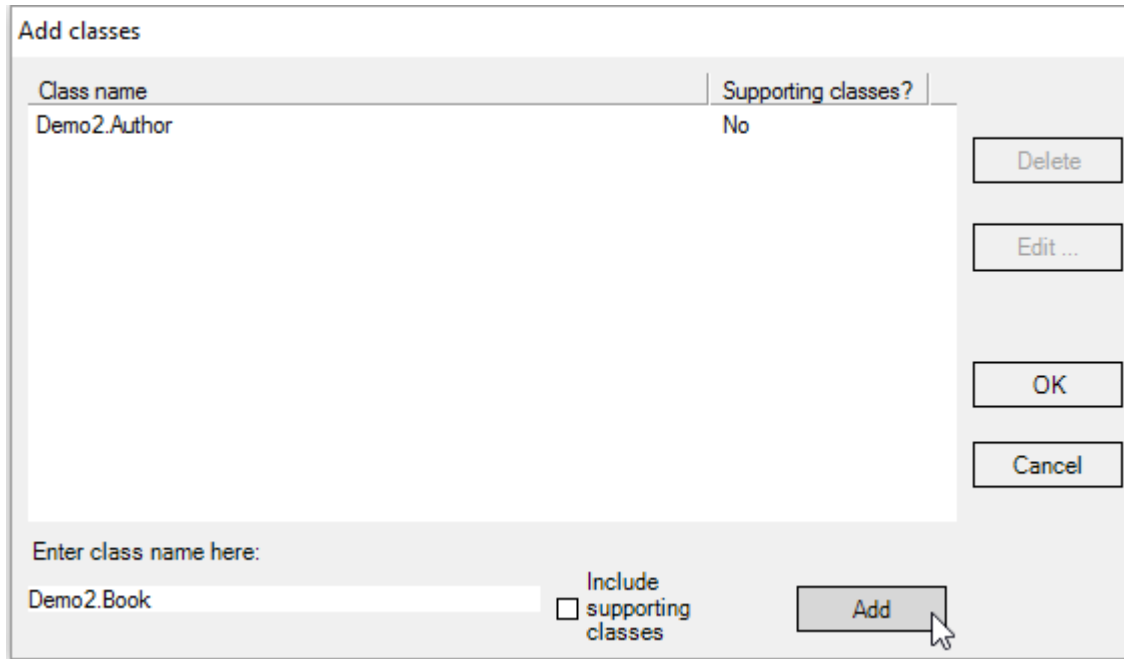 Add classes
Class name Supporting classes?
Demo2.Author No
Delete
Edit ...
OK
Cancel
Enter class name here:
Demo2.Book
Include
supporting
classes
Add